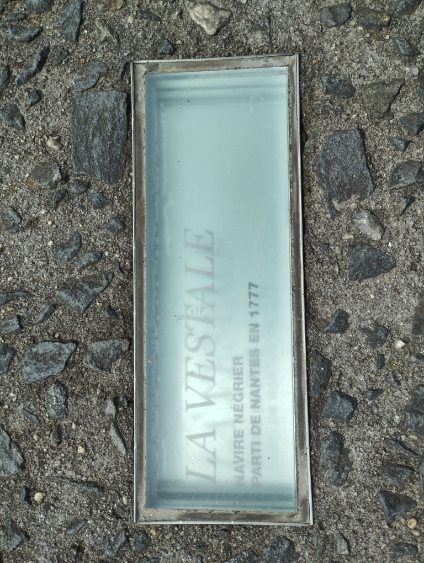 LA VESTALE
NAVIRE NÉGRIER
PARTI DE NANTES EN 1777